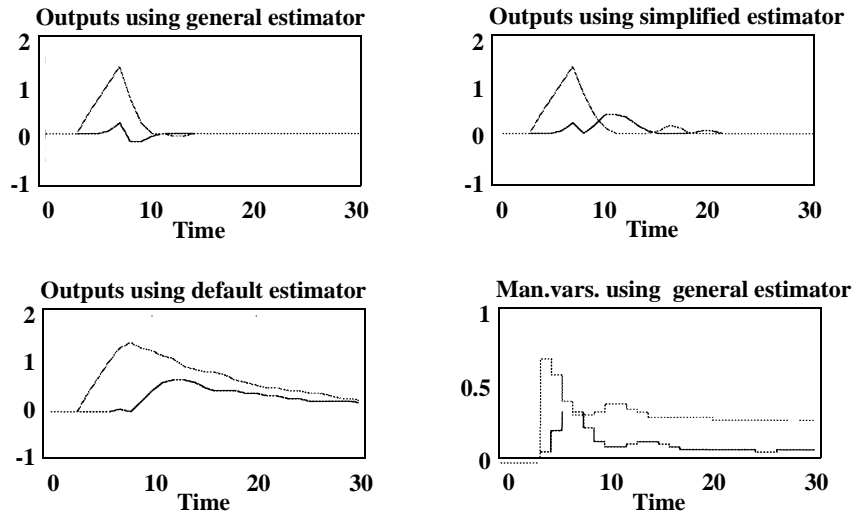 Outputs using general estimator
2
1
0
-1
0 10 20 30
Time
Outputs using simplified estimator
2
1
0
-1
0 10 20 30
Time
Outputs using default estimator
2
1
0
-1
0 10 20 30
Time
Man.vars. using general estimator
1
0.5
0
0 10 20 30
Time